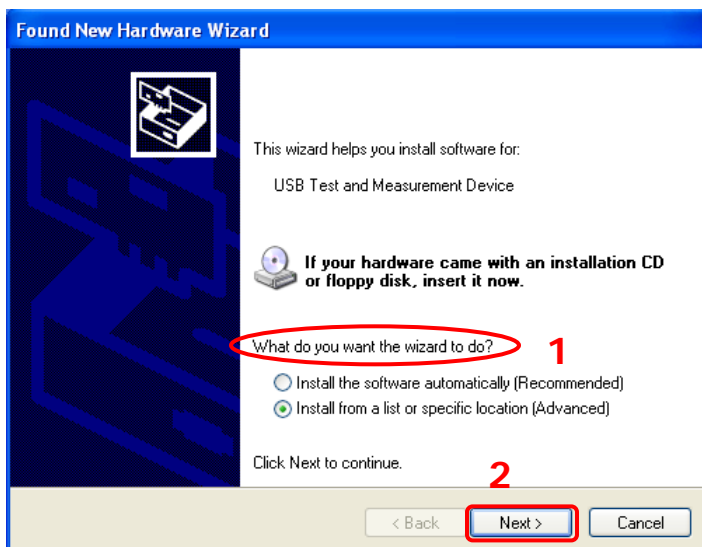 Found New Hardware Wizard
This wizard helps you install software for:
USB Test and Measurement Device
If your hardware came with an installation CD
or floppy disk, insert it now.
What do you want the wizard to do?
1
Install the software automatically (Recommended)
Install from a list or specific location (Advanced)
Click Next to continue.
2
< Back
Next >
Cancel